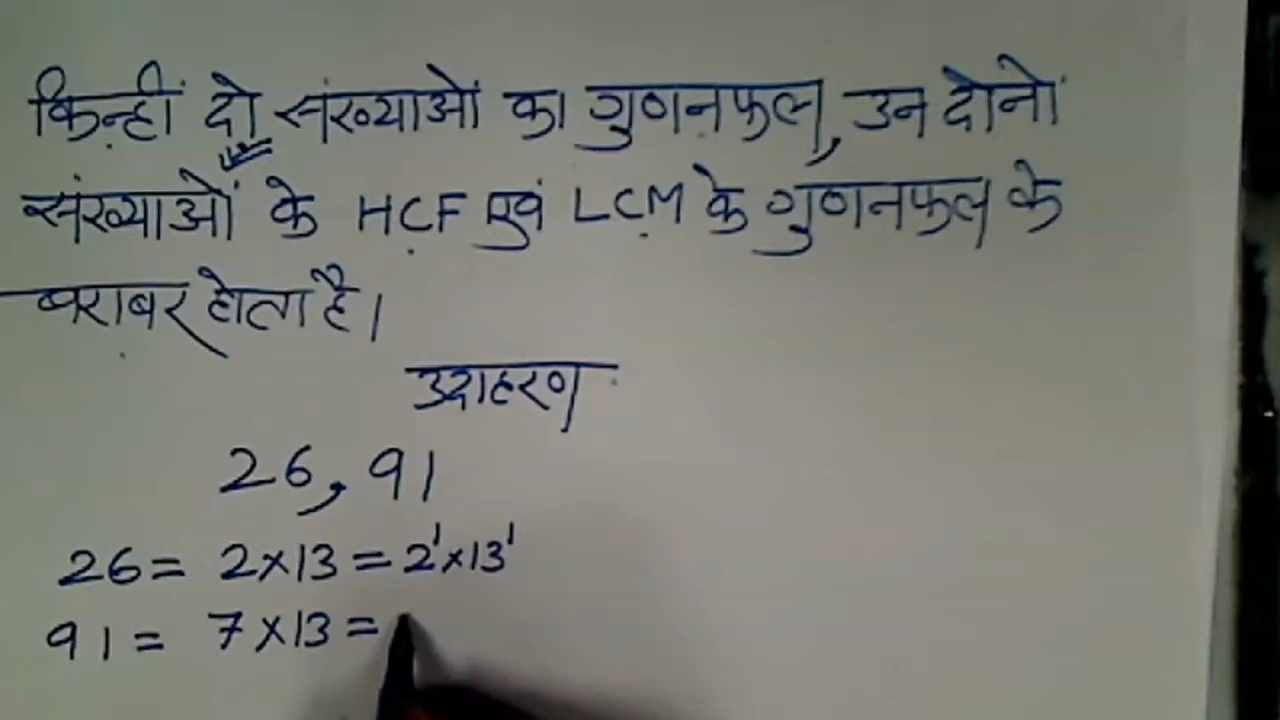 किन्हीं दो संख्याओं का गुणनफल, उन दोनों
संख्याओं के HCF एवं LCM के गुणनफल के
बराबर होता है।
उदाहरण
26, 91
26 = 2×13 = 2¹×13¹
91 = 7×13 =